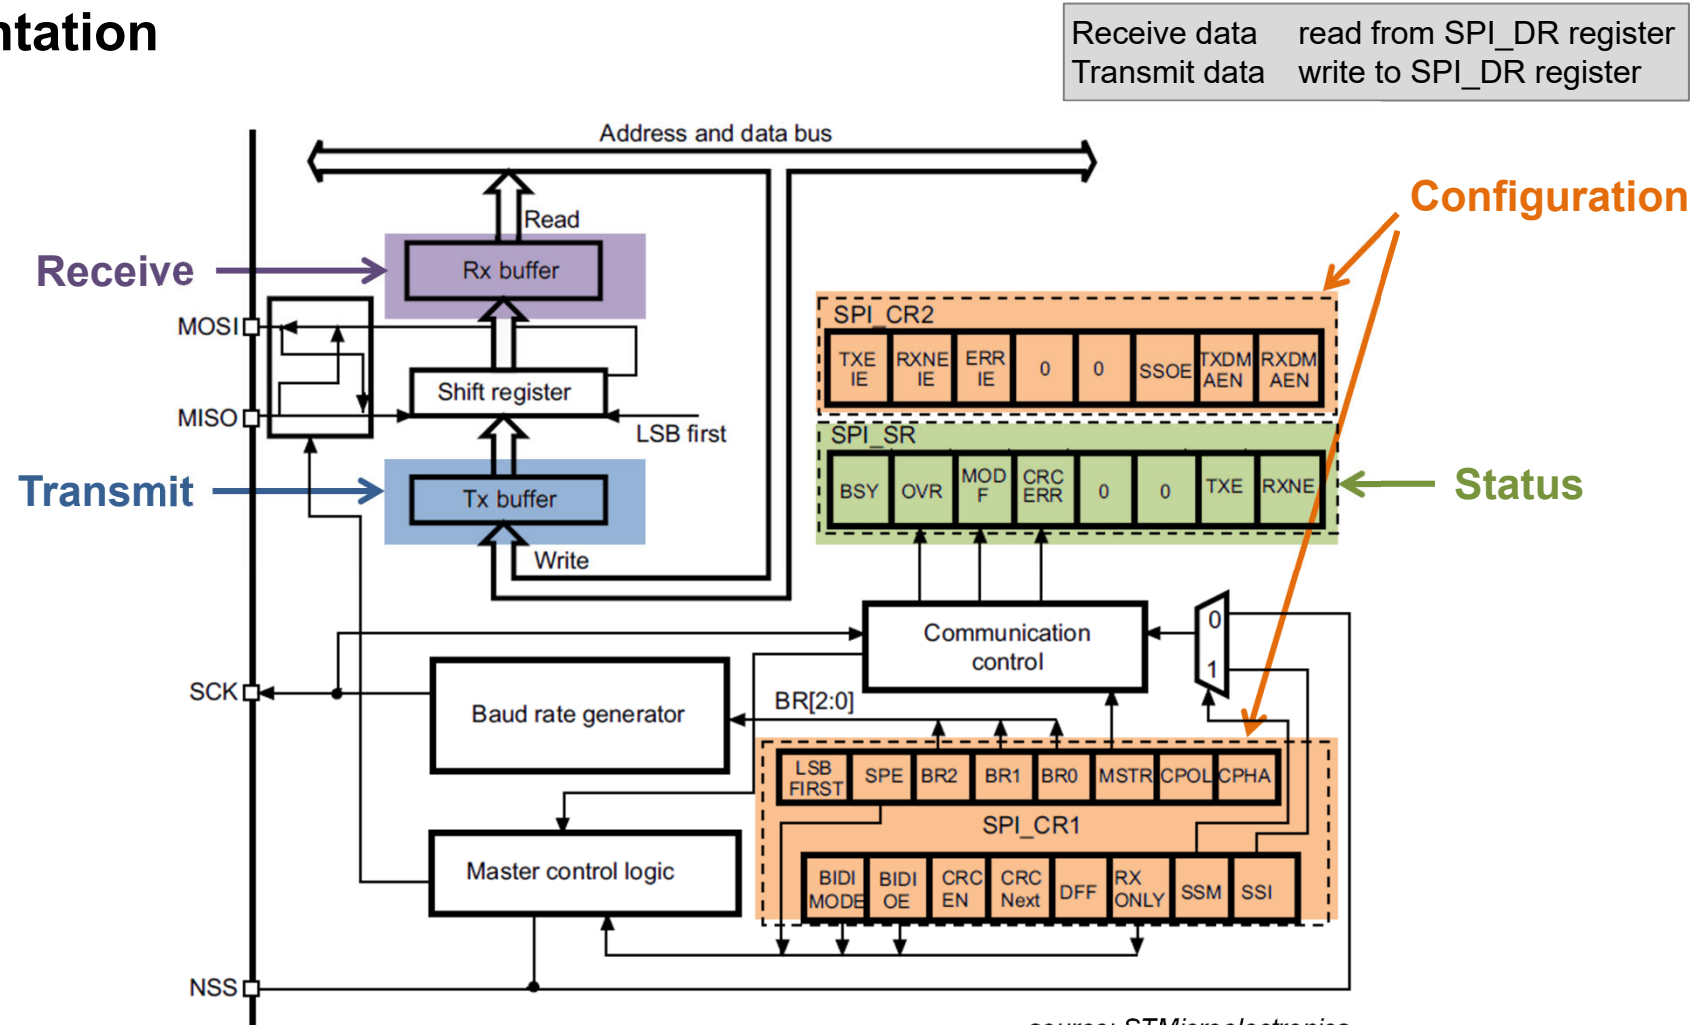 ntation
Receive data read from SPI_DR register
Transmit data write to SPI_DR register
Address and data bus
Configuration
Read
Receive
Rx buffer
MOSI
SPI_CR2
TXE IE
RXNE IE
ERR IE
0
0
SSOE
TXDM AEN
RXDM AEN
Shift register
MISO
LSB first
SPI_SR
BSY
OVR
MOD F
CRC ERR
0
0
TXE
RXNE
Status
Transmit
Tx buffer
Write
Communication
control
0
1
SCK
Baud rate generator
BR[2:0]
LSB FIRST
SPE
BR2
BR1
BR0
MSTR
CPOL
CPHA
SPI_CR1
Master control logic
BIDI MODE
BIDI OE
CRC EN
CRC Next
DFF
RX ONLY
SSM
SSI
NSS
source: STMicroelectronics